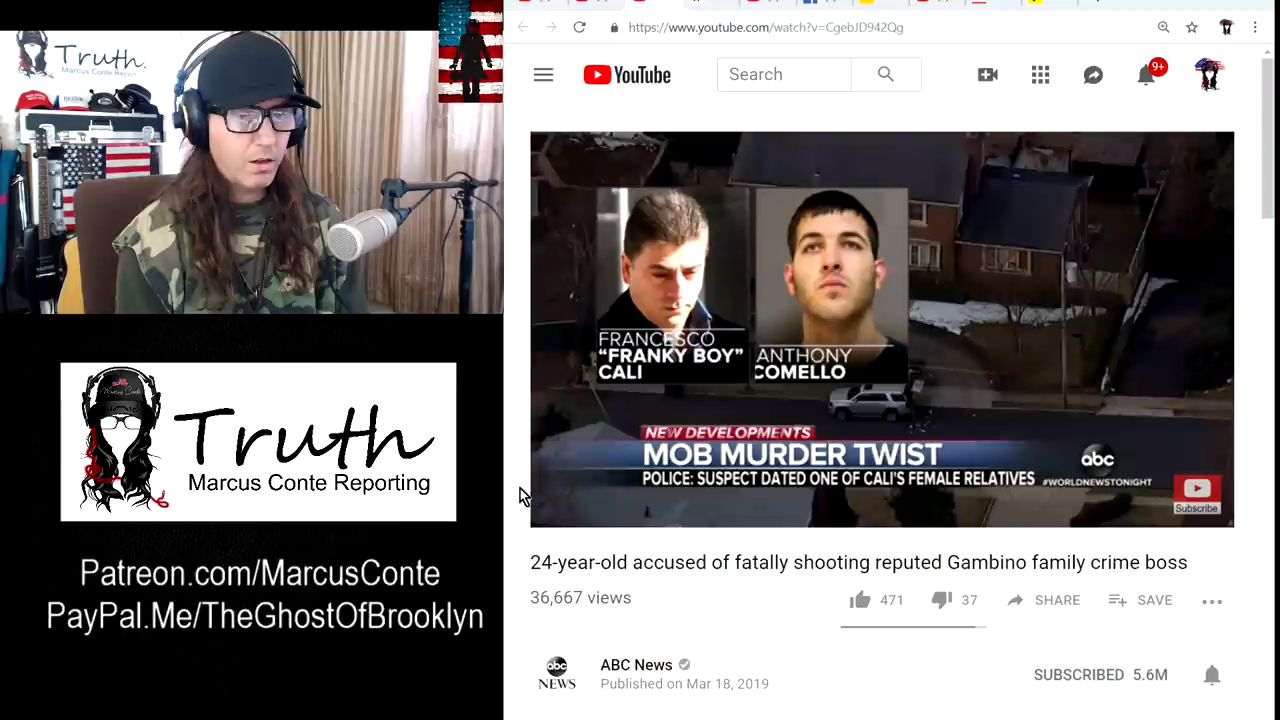 Truth.
Marcus Conte Report
Truth
Marcus Conte Reporting
Patreon.com/MarcusConte
PayPal.Me/TheGhostOfBrooklyn
https://www.youtube.com/watch?v=CgebJD942Qg
YouTube
Search
9+
FRANCESCO
"FRANKY BOY"
CALI
ANTHONY
COMELLO
NEW DEVELOPMENTS
MOB MURDER TWIST
POLICE: SUSPECT DATED ONE OF CALI'S FEMALE RELATIVES
abc
#WORLDNEWSTONIGHT
Subscribe
24-year-old accused of fatally shooting reputed Gambino family crime boss
36,667 views
471
37
SHARE
SAVE
abc
NEWS
ABC News
Published on Mar 18, 2019
SUBSCRIBED 5.6M